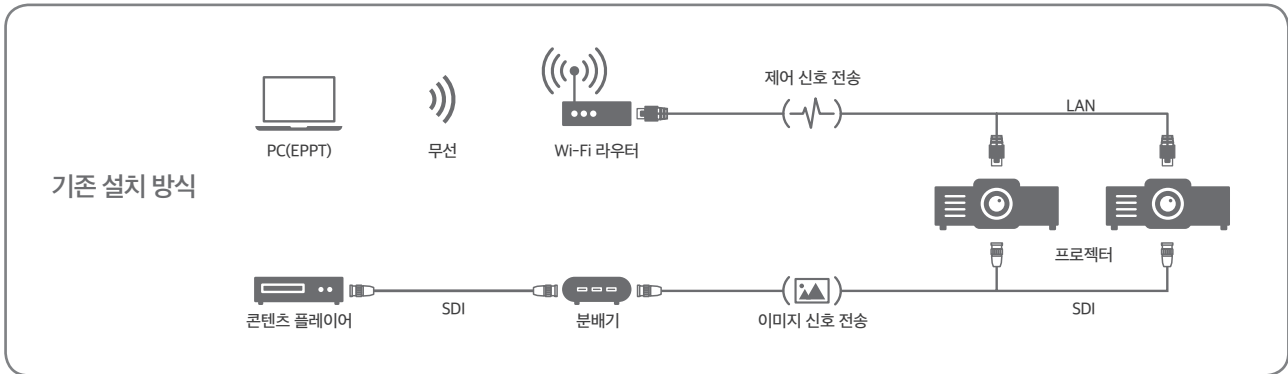 제어 신호 전송
LAN
PC(EPPT)
무선
Wi-Fi 라우터
기존 설치 방식
프로젝터
콘텐츠 플레이어
SDI
분배기
이미지 신호 전송
SDI